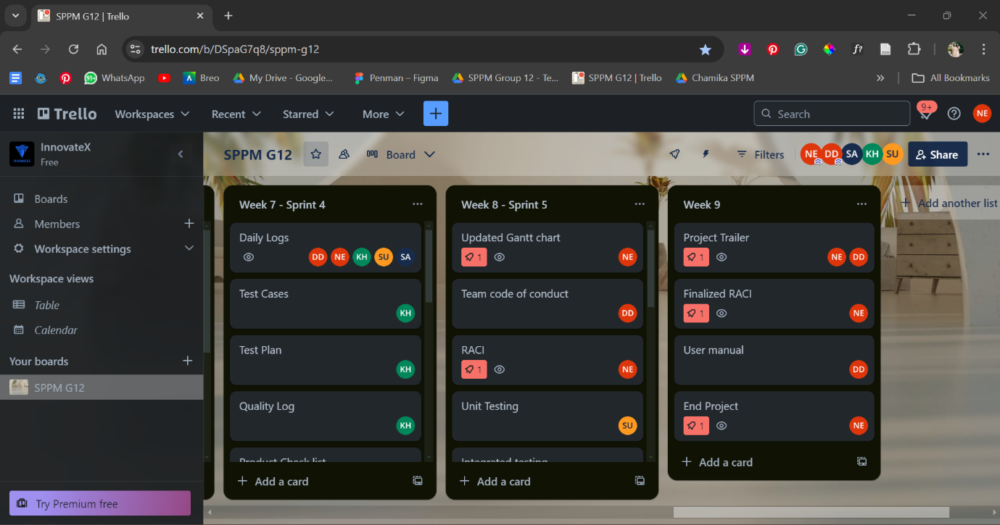 SPPM G12 | Trello
trello.com/b/DSpaG7q8/sppm-g12
f?
99+ WhatsApp
Breo
My Drive - Google...
Penman – Figma
SPPM Group 12 - Te...
SPPM G12 | Trello
Chamika SPPM
All Bookmarks
Trello
Workspaces
Recent
Starred
More
Search
9+
NE
InnovateX
Free
SPPM G12
Board
Filters
NE DD SA KH SU
Share
Boards
Members
Workspace settings
Workspace views
Table
Calendar
Your boards
SPPM G12
Try Premium free
Week 7 - Sprint 4
Daily Logs
DD NE KH SU SA
Test Cases
KH
Test Plan
KH
Quality Log
KH
Product Check list
Add a card
Week 8 - Sprint 5
Updated Gantt chart
1 NE
Team code of conduct
DD
RACI
1 NE
Unit Testing
SU
Integrated testing
Add a card
Week 9
Project Trailer
1 NE DD
Finalized RACI
1 NE
User manual
DD
End Project
1 NE
Add a card
Add another list